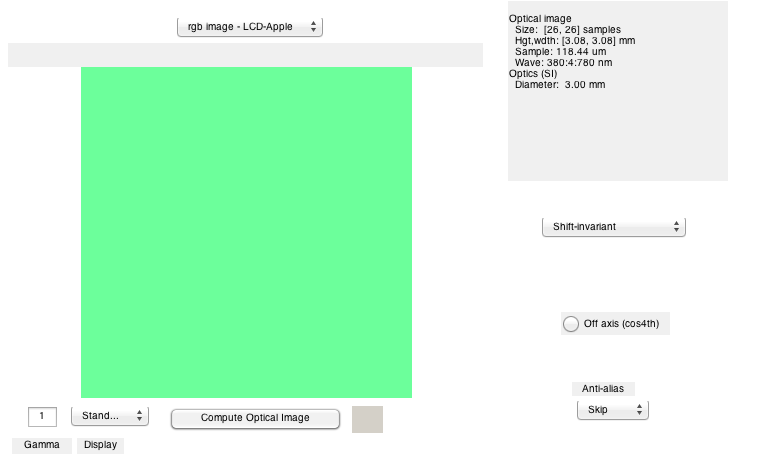 rgb image - LCD-Apple
Optical image
Size: [26, 26] samples
Hgt,wdth: [3.08, 3.08] mm
Sample: 118.44 um
Wave: 380:4:780 nm
Optics (SI)
Diameter: 3.00 mm
Shift-invariant
Off axis (cos4th)
Anti-alias
Skip
1
Stand...
Compute Optical Image
Gamma
Display